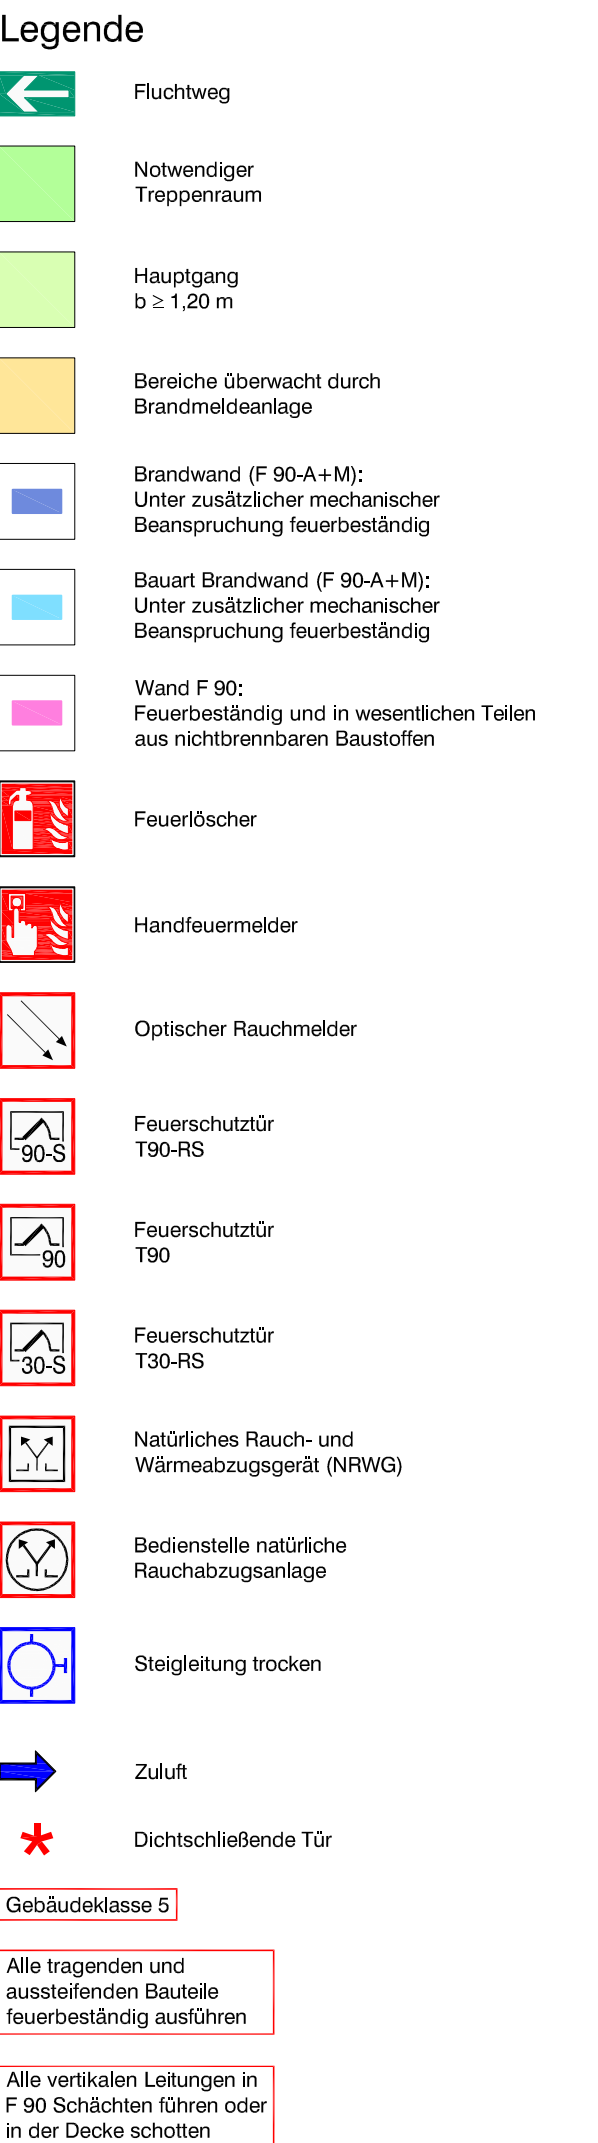 Legende
Fluchtweg
Notwendiger
Treppenraum
Hauptgang
b ≥ 1,20 m
Bereiche überwacht durch
Brandmeldeanlage
Brandwand (F 90-A+M):
Unter zusätzlicher mechanischer
Beanspruchung feuerbeständig
Bauart Brandwand (F 90-A+M):
Unter zusätzlicher mechanischer
Beanspruchung feuerbeständig
Wand F 90:
Feuerbeständig und in wesentlichen Teilen
aus nichtbrennbaren Baustoffen
Feuerlöscher
Handfeuermelder
Optischer Rauchmelder
90-S
Feuerschutztür
T90-RS
90
Feuerschutztür
T90
30-S
Feuerschutztür
T30-RS
Natürliches Rauch- und
Wärmeabzugsgerät (NRWG)
Bedienstelle natürliche
Rauchabzugsanlage
Steigleitung trocken
Zuluft
* Dichtschließende Tür
Gebäudeklasse 5
Alle tragenden und
aussteifenden Bauteile
feuerbeständig ausführen
Alle vertikalen Leitungen in
F 90 Schächten führen oder
in der Decke schotten